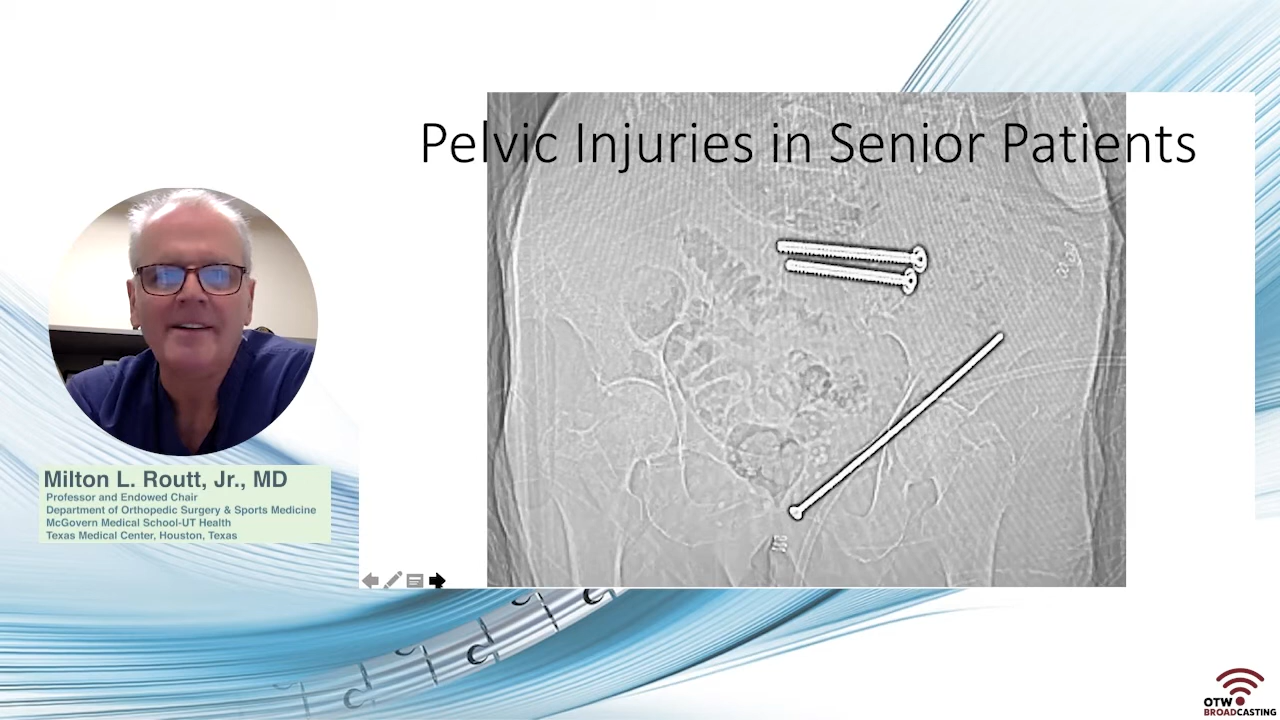 Pelvic Injuries in Senior Patients
Milton L. Routt, Jr., MD
Professor and Endowed Chair
Department of Orthopedic Surgery & Sports Medicine
McGovern Medical School-UT Health
Texas Medical Center, Houston, Texas
OTW
BROADCASTING